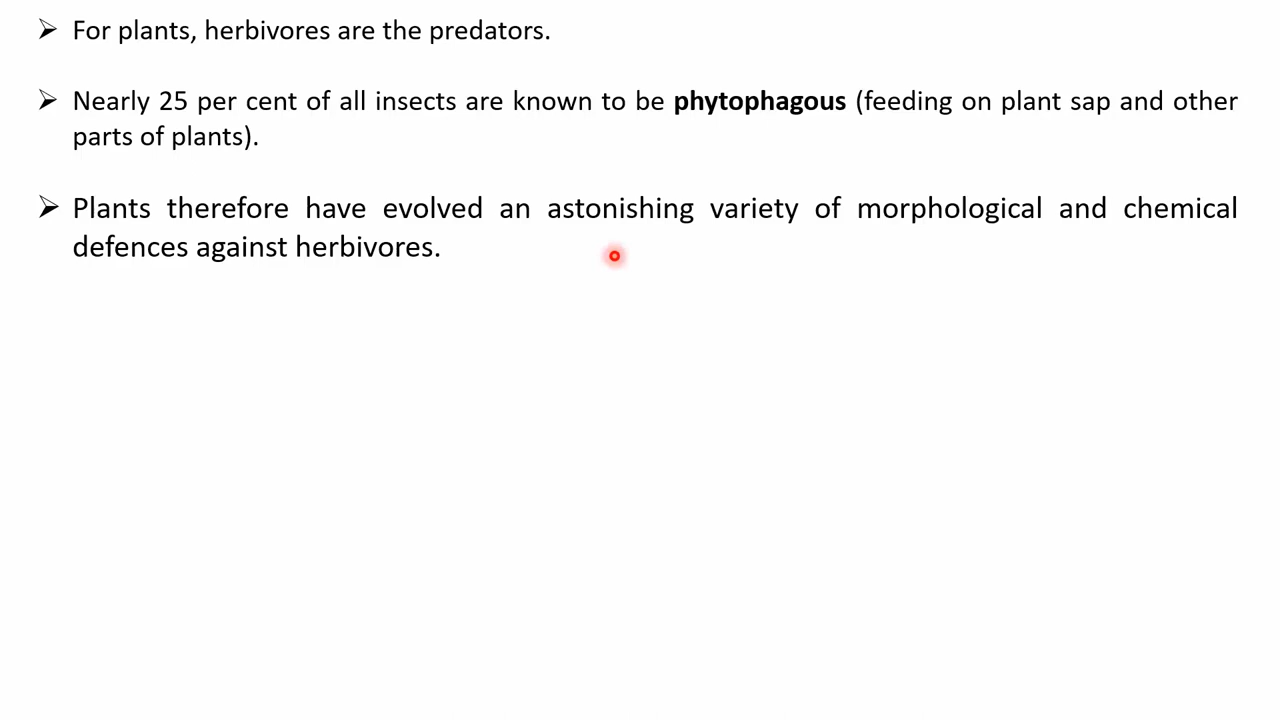 ➢ For plants, herbivores are the predators.
➢ Nearly 25 per cent of all insects are known to be phytophagous (feeding on plant sap and other
parts of plants).
➢ Plants therefore have evolved an astonishing variety of morphological and chemical
defences against herbivores.